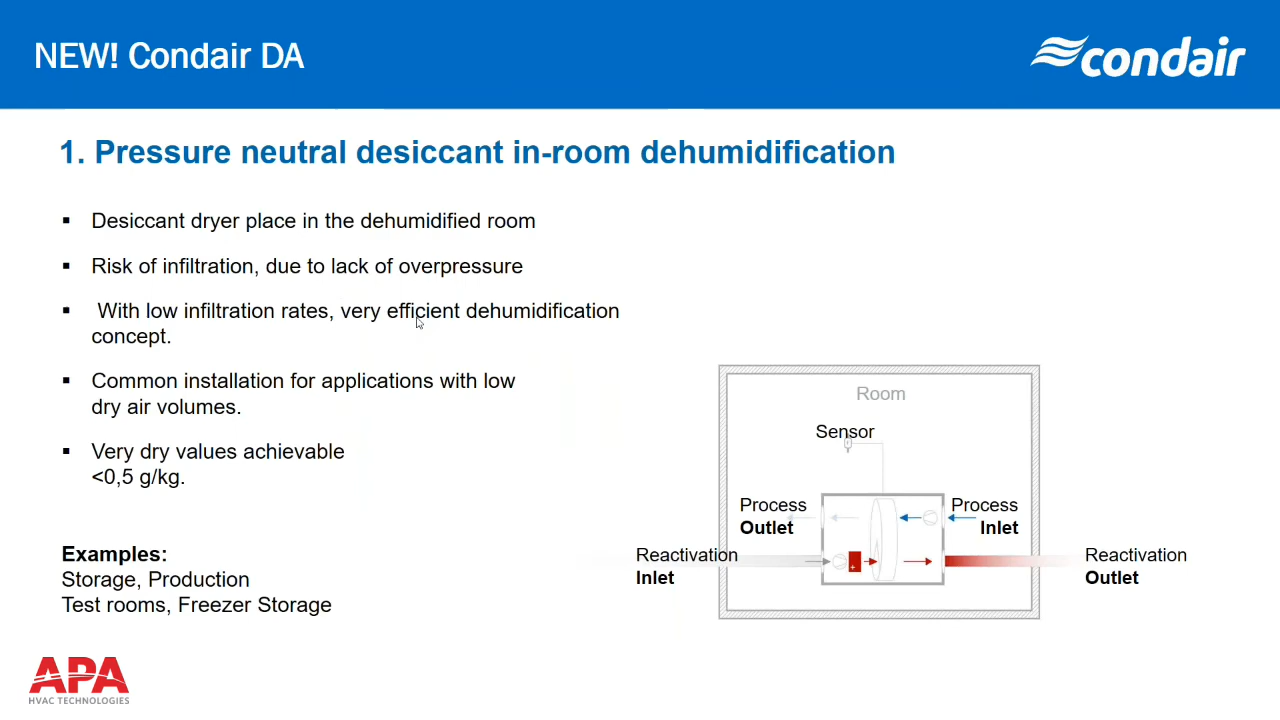 NEW! Condair DA
condair
1. Pressure neutral desiccant in-room dehumidification
▪ Desiccant dryer place in the dehumidified room
▪ Risk of infiltration, due to lack of overpressure
▪ With low infiltration rates, very efficient dehumidification
concept.
▪ Common installation for applications with low
dry air volumes.
▪ Very dry values achievable
<0,5 g/kg.
Examples:
Storage, Production
Test rooms, Freezer Storage
Room
Sensor
Process
Outlet
Process
Inlet
Reactivation
Inlet
Reactivation
Outlet
+
APA
HVAC TECHNOLOGIES